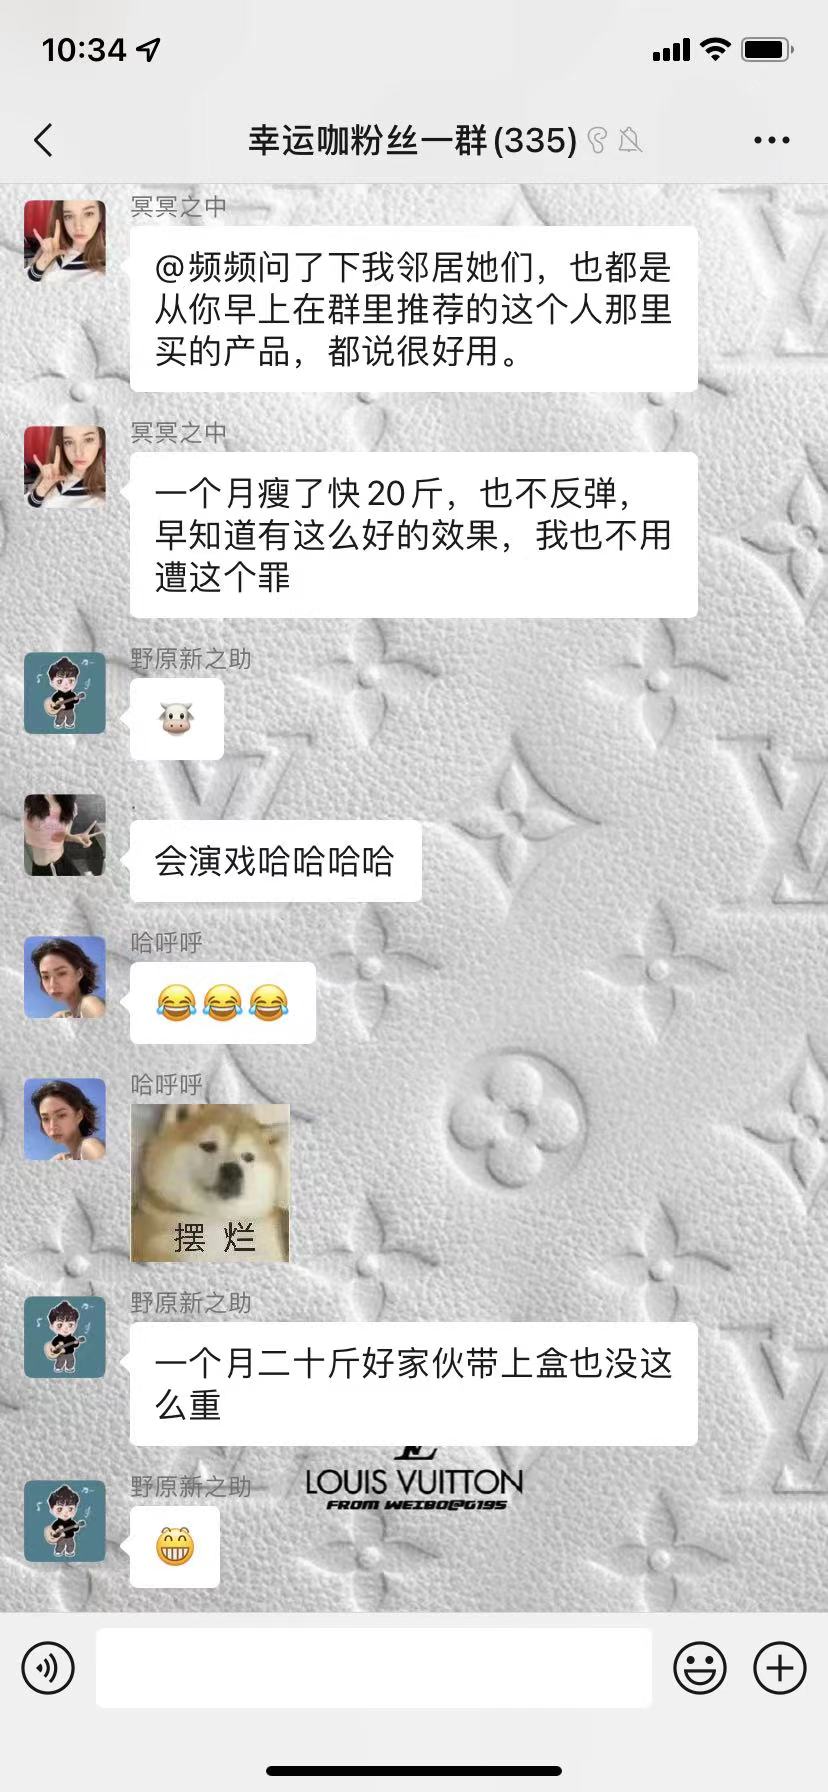 10:34
幸运咖粉丝一群(335)
冥冥之中
@频频问了下我邻居她们，也都是
从你早上在群里推荐的这个人那里
买的产品，都说很好用。
冥冥之中
一个月瘦了快20斤，也不反弹，
早知道有这么好的效果，我也不用
遭这个罪
野原新之助
🐮
.
会演戏哈哈哈哈
哈呼呼
😂😂😂
哈呼呼
摆 烂
野原新之助
一个月二十斤好家伙带上盒也没这
么重
野原新之助
LOUIS VUITTON
FROM WEIBO@G195
😁